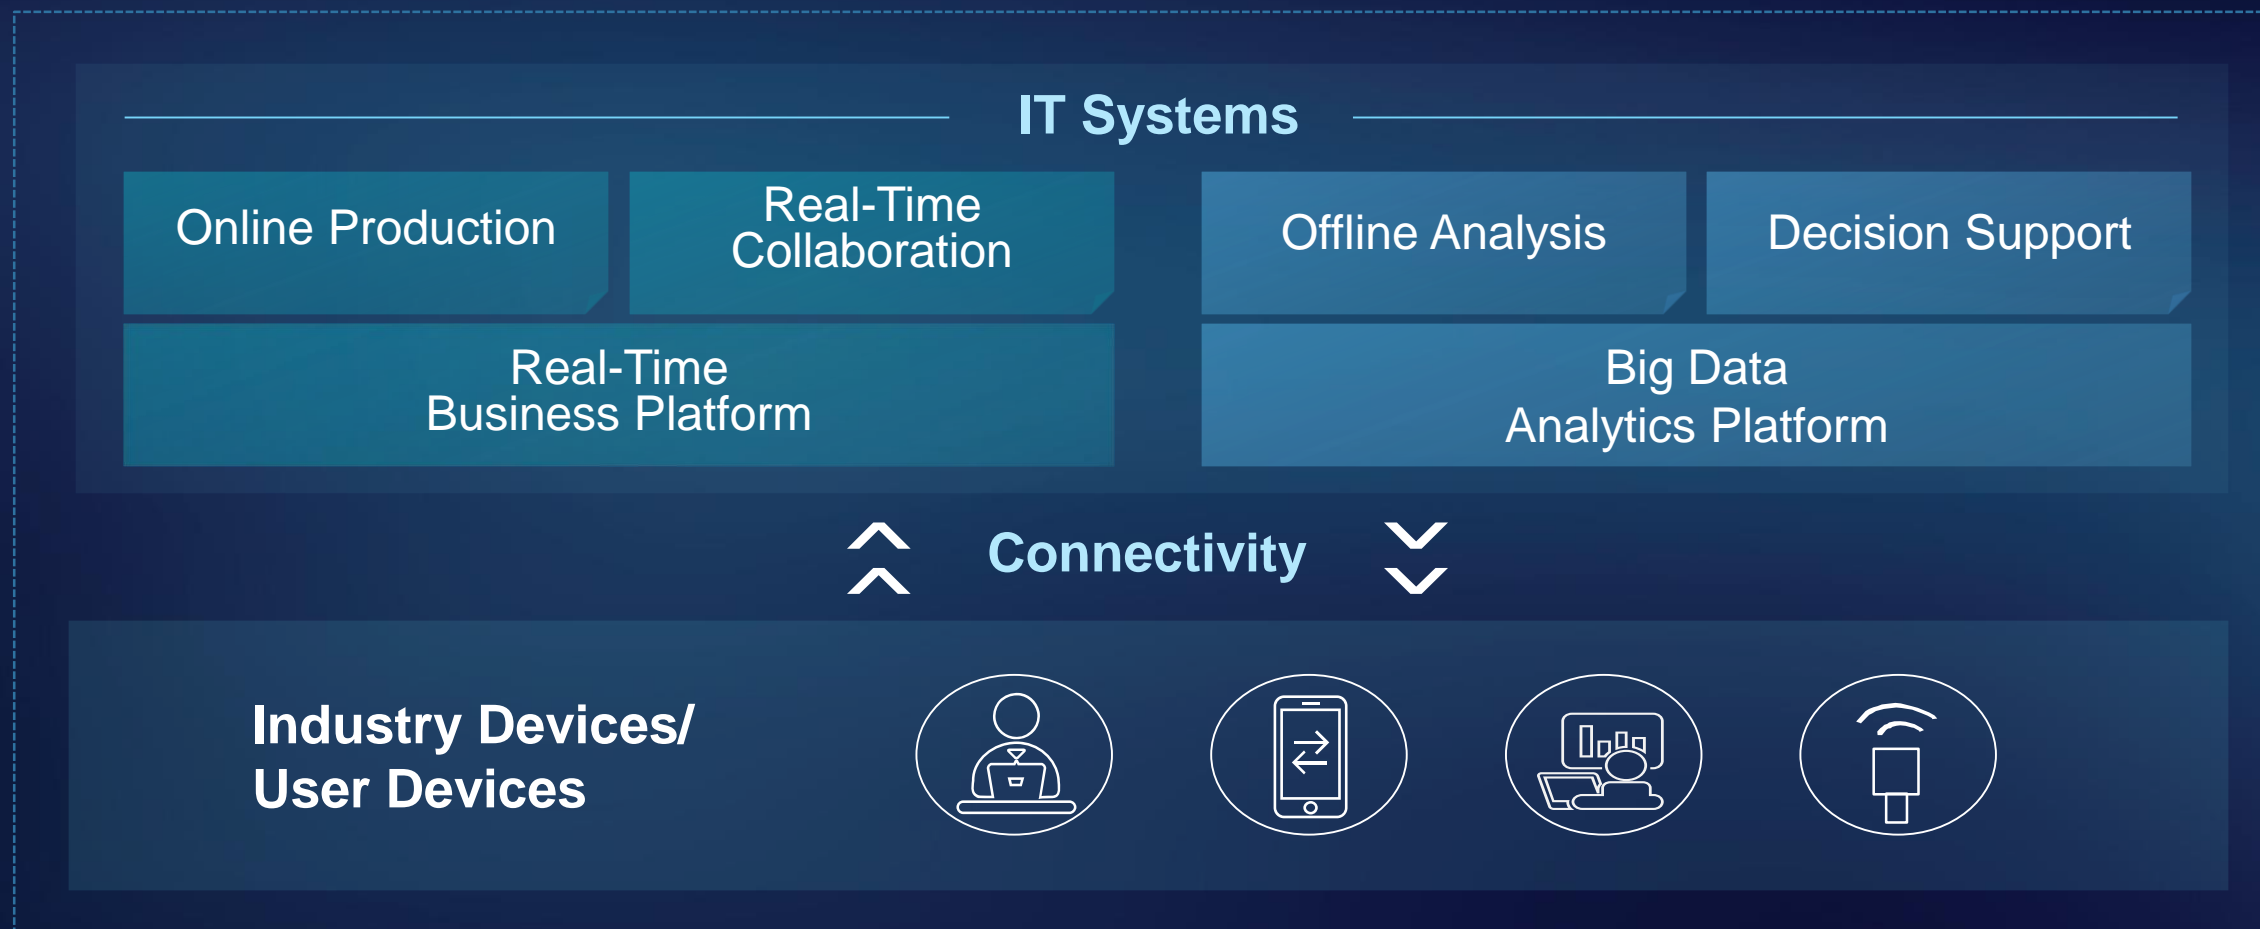 IT Systems
Online Production
Real-Time
Collaboration
Offline Analysis
Decision Support
Real-Time
Business Platform
Big Data
Analytics Platform
Connectivity
Industry Devices/
User Devices